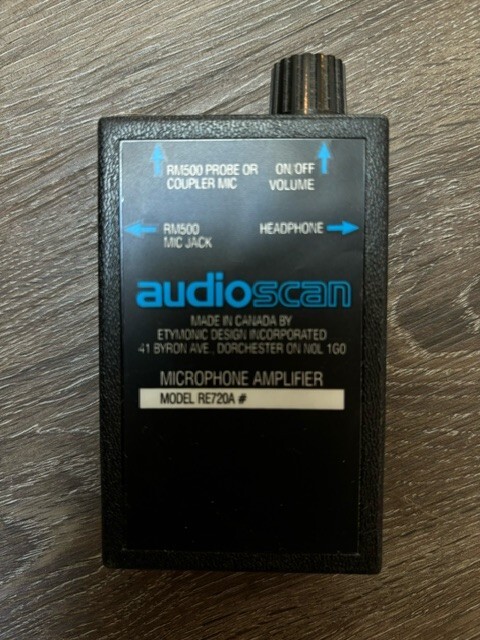 RM500 PROBE OR
COUPLER MIC
ON/OFF
VOLUME
RM500
MIC JACK
HEADPHONE
audioscan
MADE IN CANADA BY
ETYMONIC DESIGN INCORPORATED
41 BYRON AVE., DORCHESTER ON N0L 1G0
MICROPHONE AMPLIFIER
MODEL RE720A #